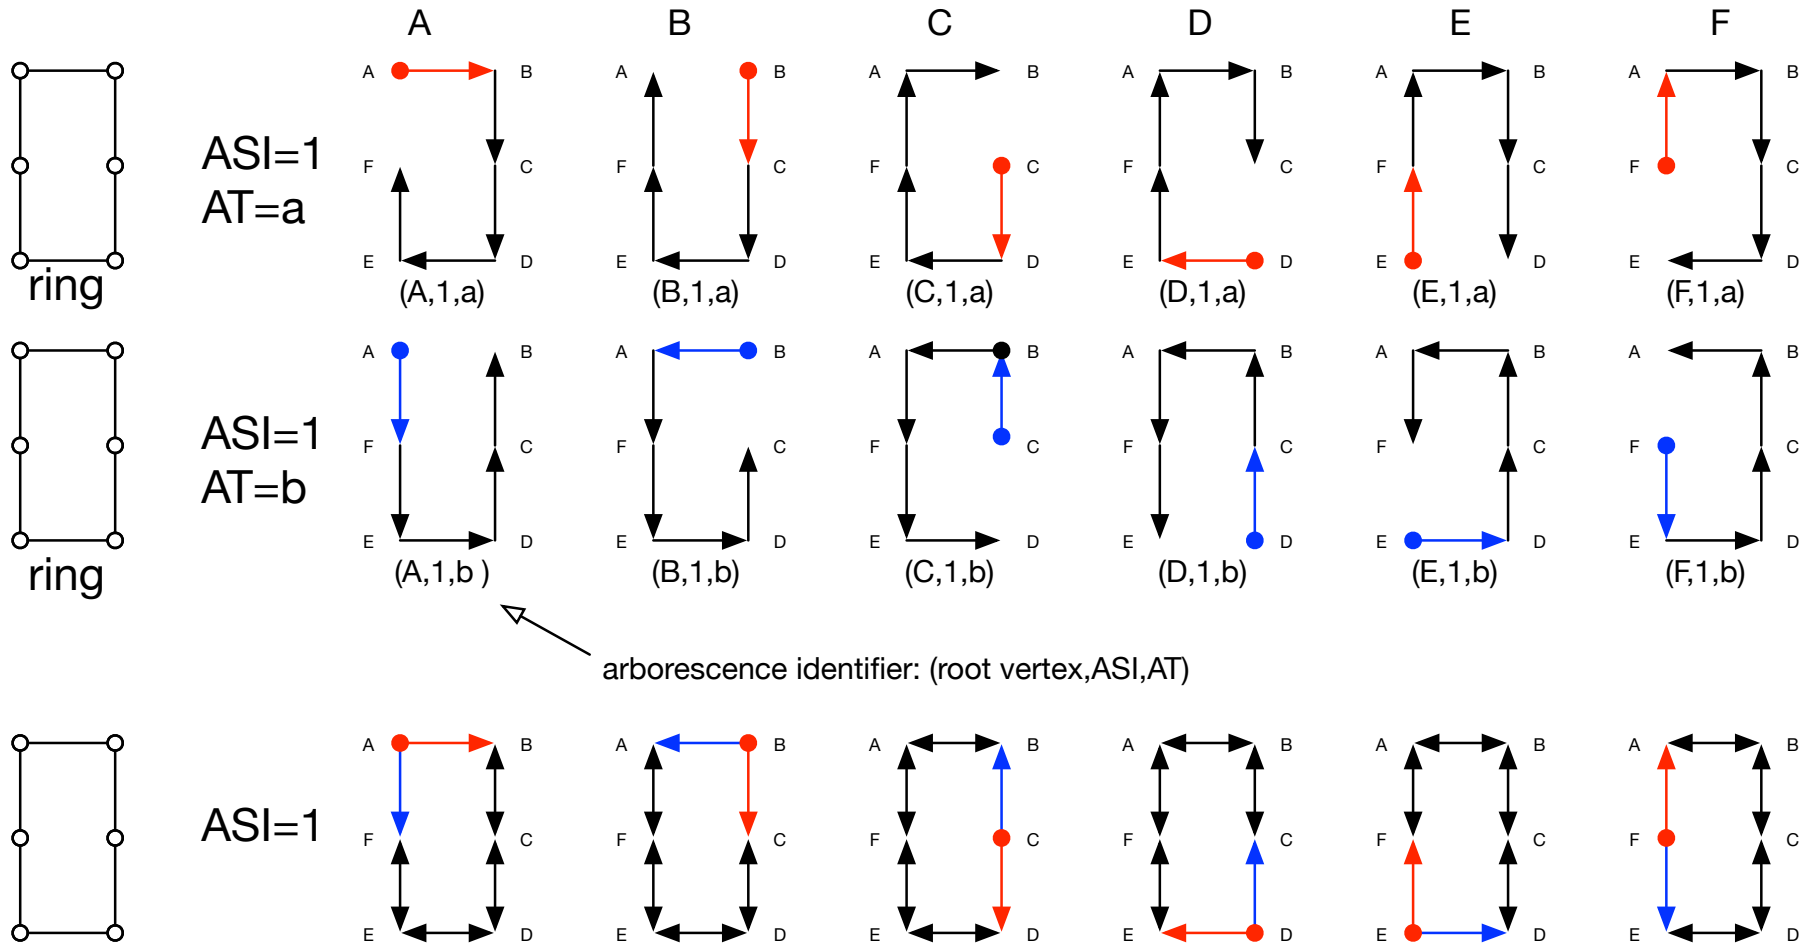 A B C D E F
A B A B A B A B A B A B
ASI=1
F C F C F C F C F C F C
AT=a
E D E D E D E D E D E D
ring (A,1,a) (B,1,a) (C,1,a) (D,1,a) (E,1,a) (F,1,a)
A B A B A B A B A B A B
ASI=1
F C F C F C F C F C F C
AT=b
E D E D E D E D E D E D
ring (A,1,b ) (B,1,b) (C,1,b) (D,1,b) (E,1,b) (F,1,b)
arborescence identifier: (root vertex,ASI,AT)
A B A B A B A B A B A B
ASI=1
F C F C F C F C F C F C
E D E D E D E D E D E D